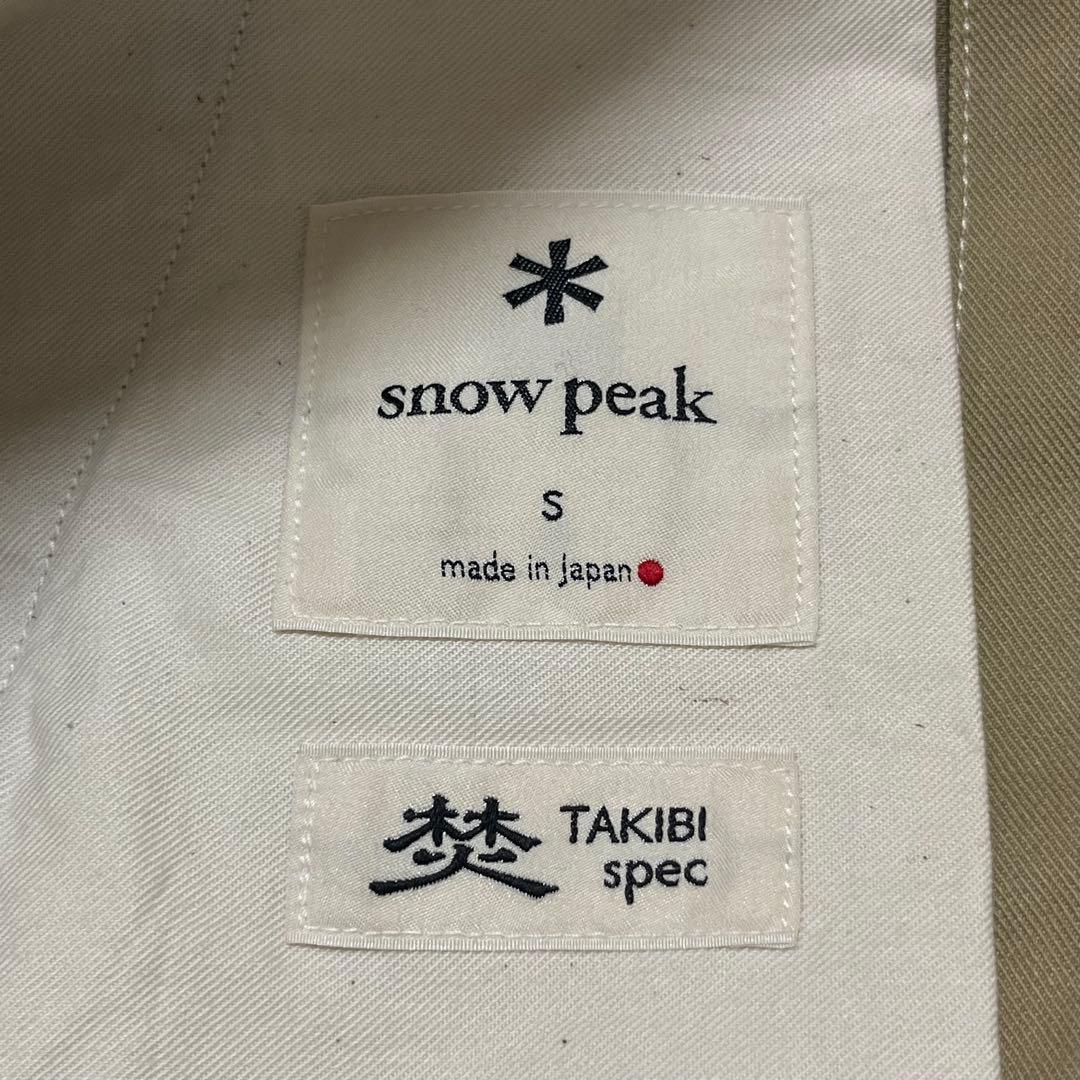 snow peak
S
made in Japan
焚 TAKIBI
spec